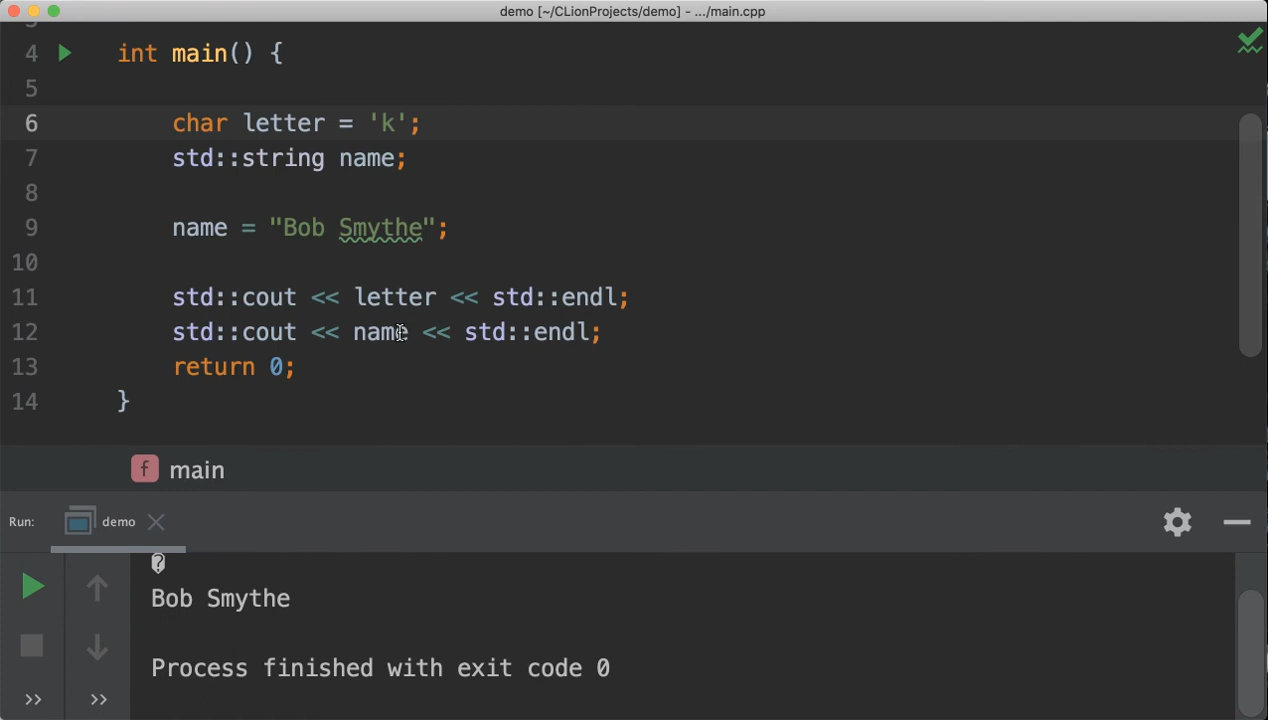 demo [~/CLionProjects/demo] - .../main.cpp
4 int main() {
5
6 char letter = 'k';
7 std::string name;
8
9 name = "Bob Smythe";
10
11 std::cout << letter << std::endl;
12 std::cout << name << std::endl;
13 return 0;
14 }
f main
Run: demo
�
Bob Smythe
Process finished with exit code 0
>> >>